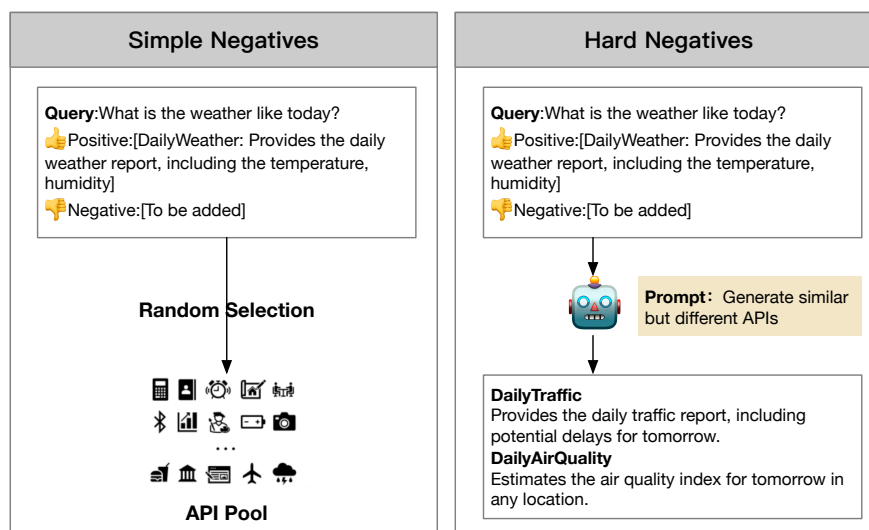 Simple Negatives
Query:What is the weather like today?
👍Positive:[DailyWeather: Provides the daily
weather report, including the temperature,
humidity]
👎Negative:[To be added]
Random Selection
...
API Pool
Hard Negatives
Query:What is the weather like today?
👍Positive:[DailyWeather: Provides the daily
weather report, including the temperature,
humidity]
👎Negative:[To be added]
Prompt： Generate similar
but different APIs
DailyTraffic
Provides the daily traffic report, including
potential delays for tomorrow.
DailyAirQuality
Estimates the air quality index for tomorrow in
any location.